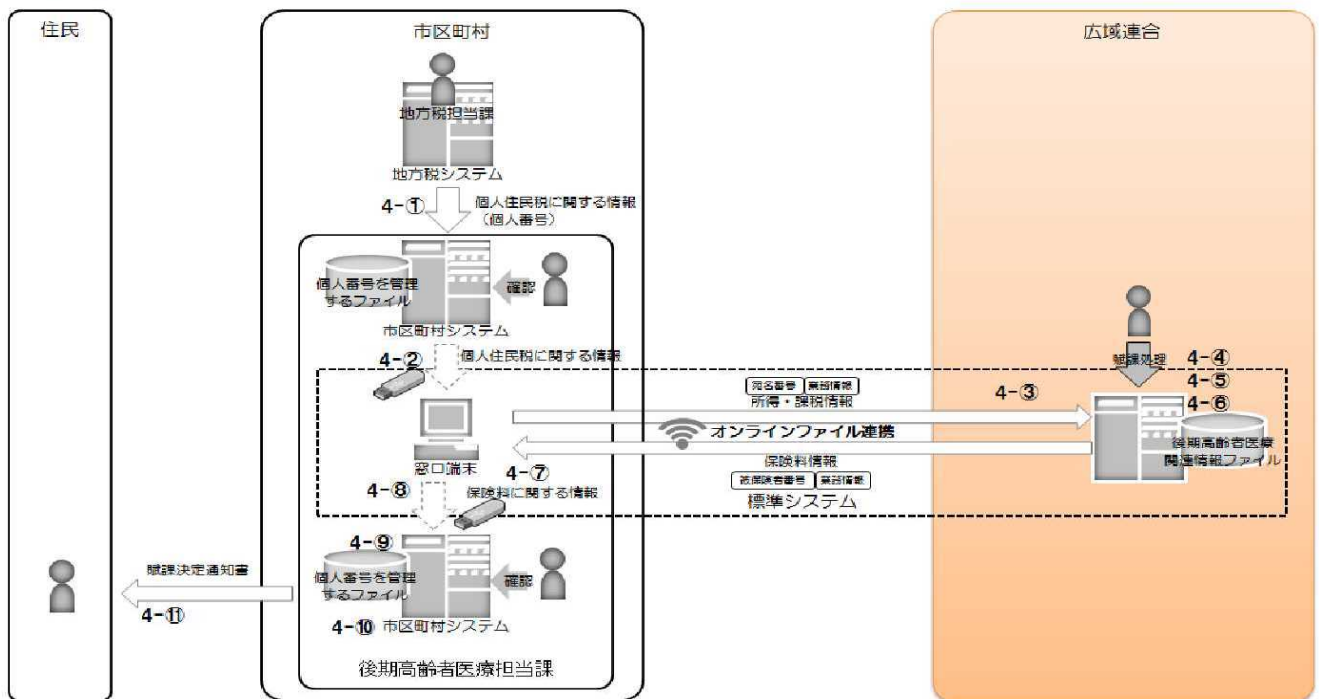 住民
市区町村
広域連合
地方税担当課
地方税システム
4-①
個人住民税に関する情報
（個人番号）
個人番号を管理
するファイル
確認
市区町村システム
4-②
個人住民税に関する情報
賦課処理
4-④
4-⑤
4-⑥
宛名番号 業務情報
所得・課税情報
4-③
オンラインファイル連携
窓口端末
4-⑦
保険料情報
被保険者番号 業務情報
標準システム
後期高齢者医療
関連情報ファイル
4-⑧
保険料に関する情報
4-⑨
個人番号を管理
するファイル
確認
4-⑩
市区町村システム
賦課決定通知書
4-⑪
後期高齢者医療担当課